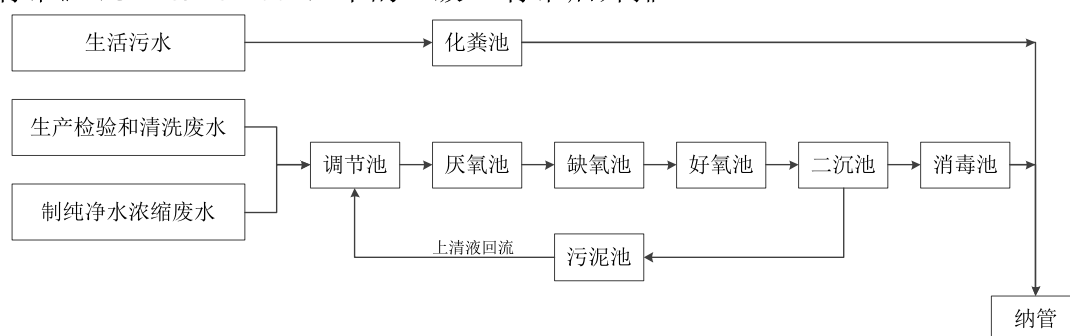 生活污水
化粪池
生产检验和清洗废水
调节池
厌氧池
缺氧池
好氧池
二沉池
消毒池
制纯净水浓缩废水
上清液回流
污泥池
纳管